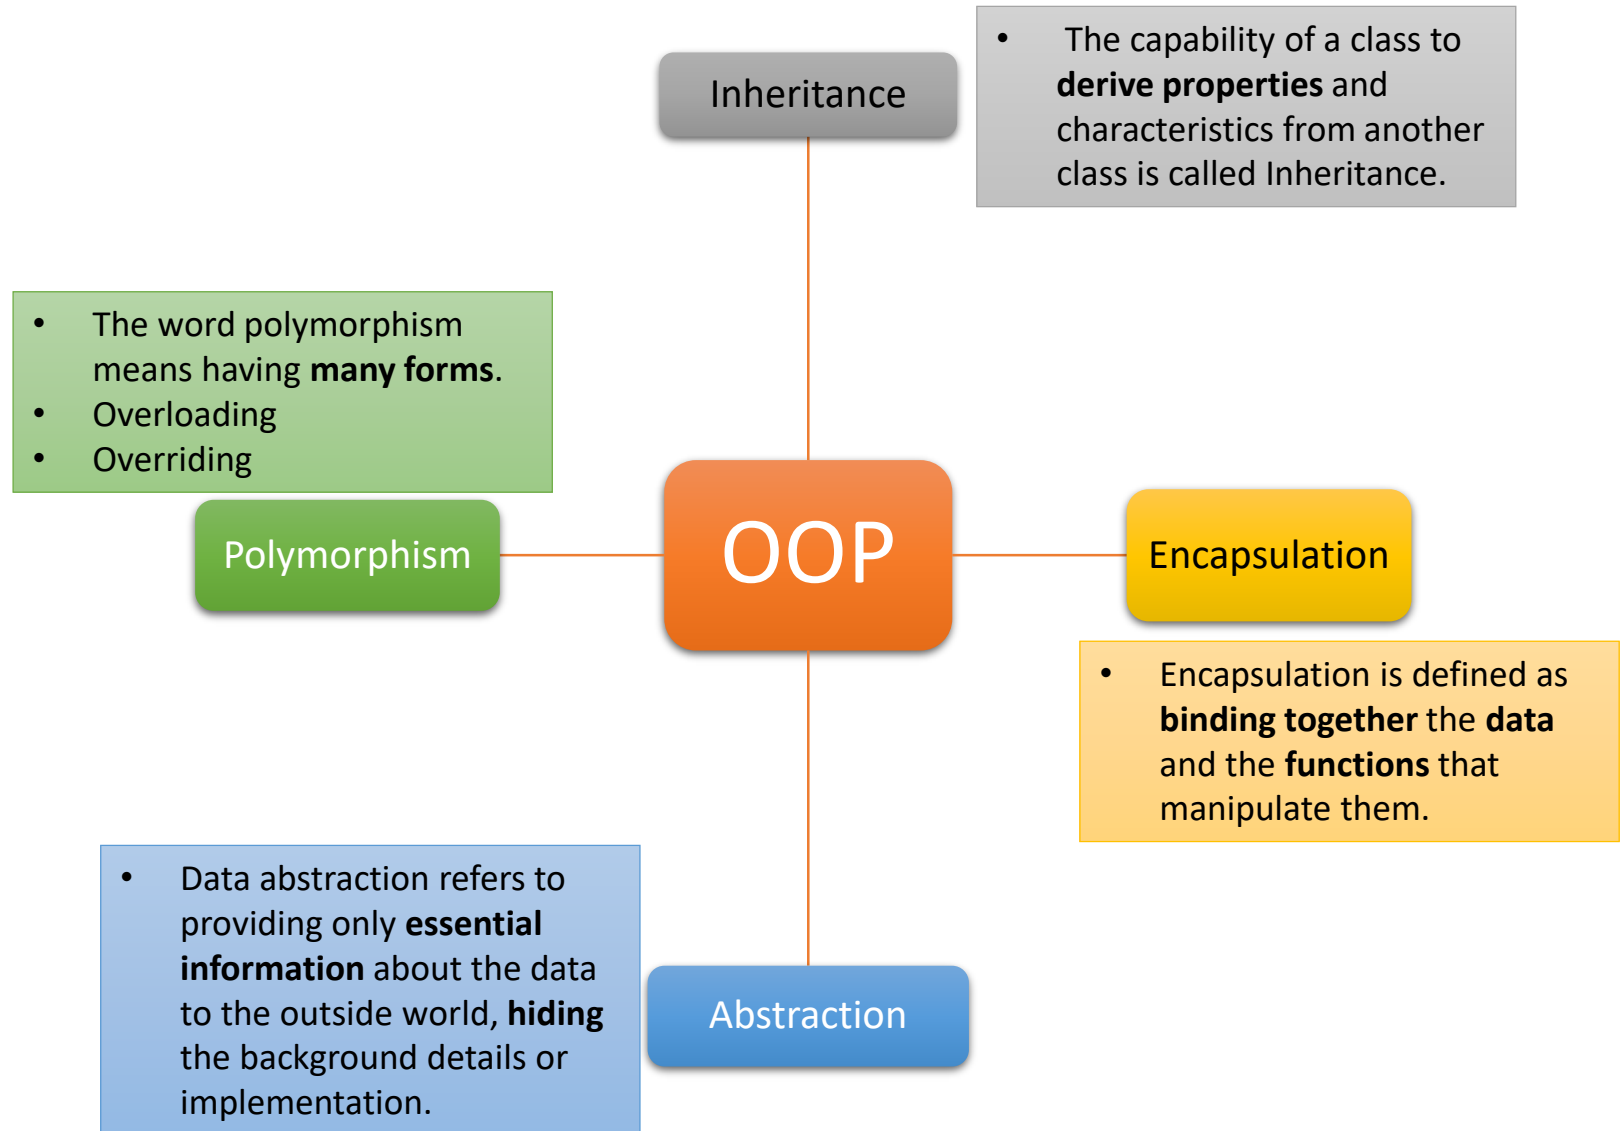 Inheritance
• The capability of a class to
derive properties and
characteristics from another
class is called Inheritance.
• The word polymorphism
means having many forms.
• Overloading
• Overriding
Polymorphism
OOP
Encapsulation
• Encapsulation is defined as
binding together the data
and the functions that
manipulate them.
• Data abstraction refers to
providing only essential
information about the data
to the outside world, hiding
the background details or
implementation.
Abstraction